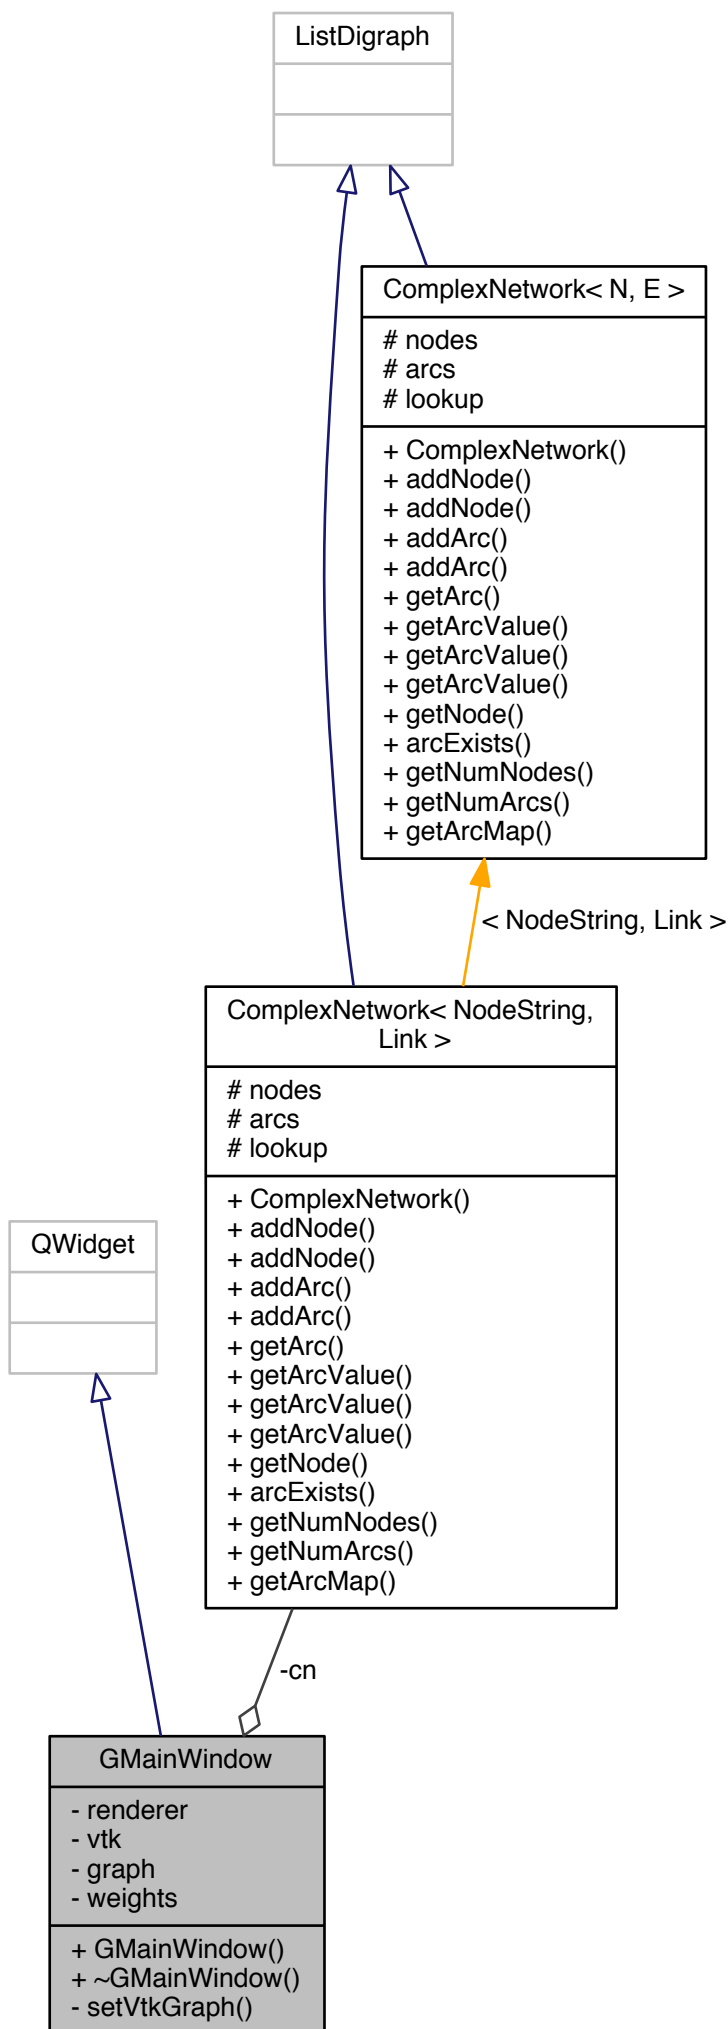 ListDigraph
ComplexNetwork< N, E >
# nodes
# arcs
# lookup
+ ComplexNetwork()
+ addNode()
+ addNode()
+ addArc()
+ addArc()
+ getArc()
+ getArcValue()
+ getArcValue()
+ getArcValue()
+ getNode()
+ arcExists()
+ getNumNodes()
+ getNumArcs()
+ getArcMap()
< NodeString, Link >
ComplexNetwork< NodeString,
Link >
# nodes
# arcs
# lookup
+ ComplexNetwork()
+ addNode()
+ addNode()
+ addArc()
+ addArc()
+ getArc()
+ getArcValue()
+ getArcValue()
+ getArcValue()
+ getNode()
+ arcExists()
+ getNumNodes()
+ getNumArcs()
+ getArcMap()
QWidget
-cn
GMainWindow
- renderer
- vtk
- graph
- weights
+ GMainWindow()
+ ~GMainWindow()
- setVtkGraph()